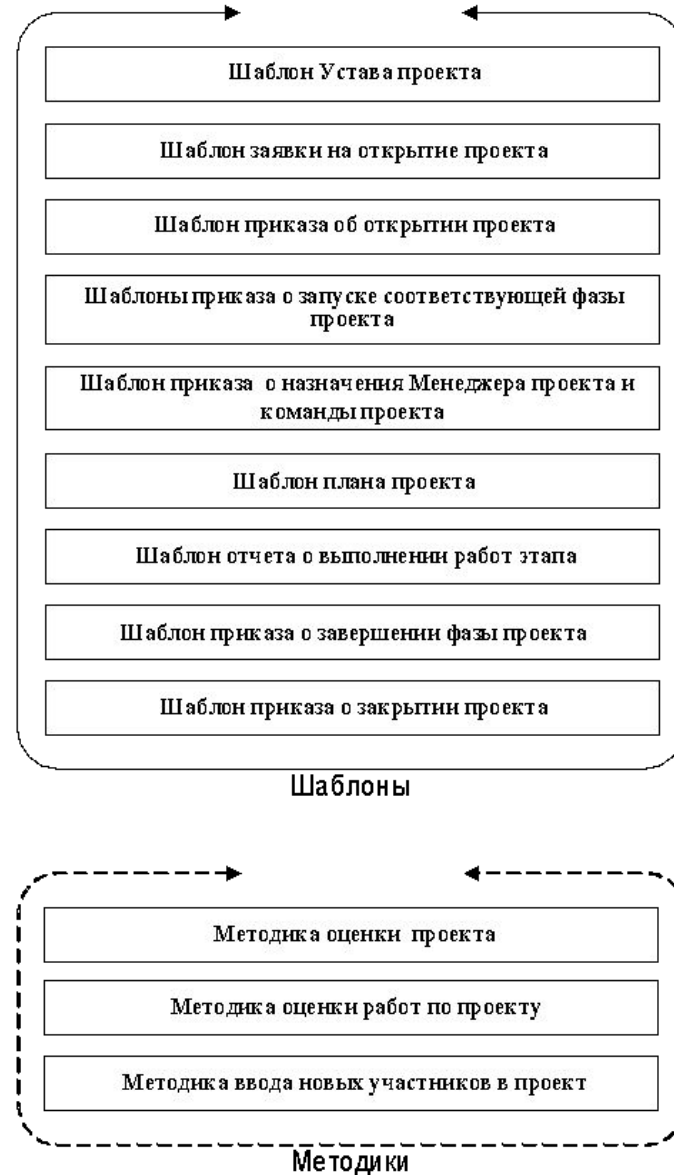 Шаблон Устава проекта
Шаблон заявки на открытие проекта
Шаблон приказа об открытии проекта
Шаблоны приказа о запуске соответствующей фазы
проекта
Шаблон приказа о назначения Менеджера проекта и
команды проекта
Шаблон плана проекта
Шаблон отчета о выполнении работ этапа
Шаблон приказа о завершении фазы проекта
Шаблон приказа о закрытии проекта
Шаблоны
Методика оценки проекта
Методика оценки работ по проекту
Методика ввода новых участников в проект
Методики